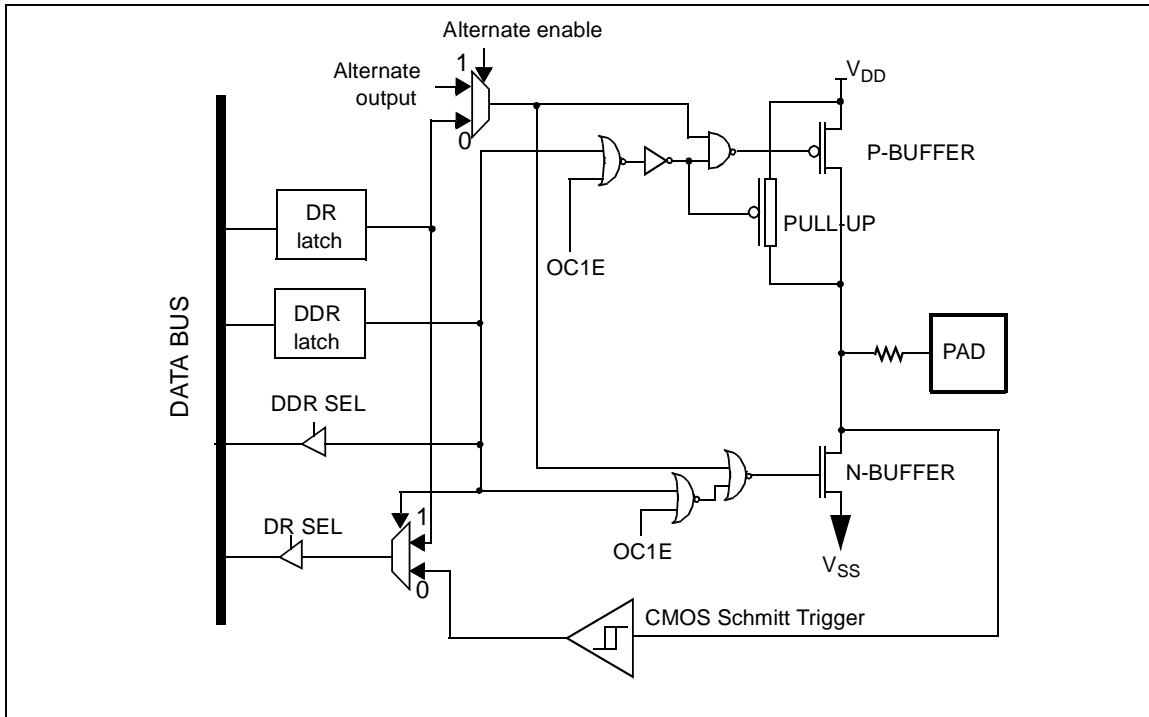 Alternate enable
1
Alternate
output
0
VDD
P-BUFFER
DR
latch
PULL-UP
OC1E
DDR
latch
PAD
DATA BUS
DDR SEL
N-BUFFER
1
DR SEL
OC1E
VSS
0
CMOS Schmitt Trigger